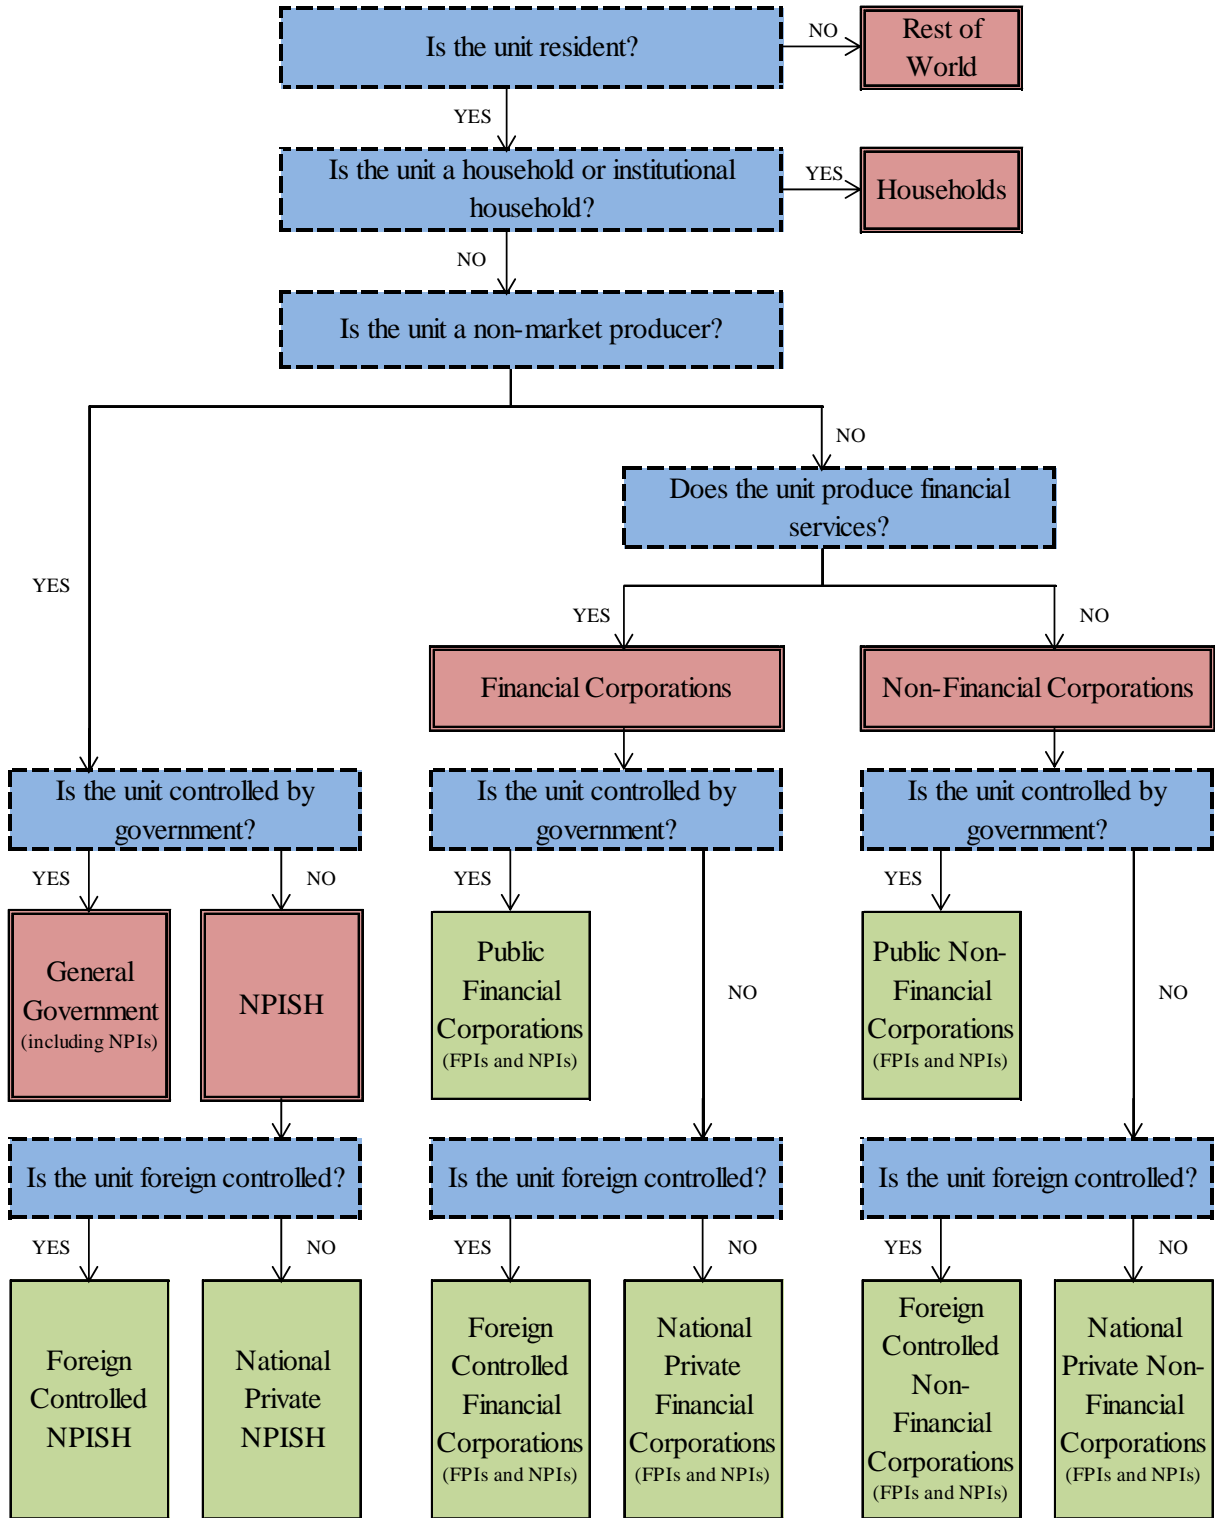 Is the unit resident?
NO
Rest of
World
YES
Is the unit a household or institutional
household?
YES
Households
NO
Is the unit a non-market producer?
NO
Does the unit produce financial
services?
YES
YES
NO
Financial Corporations
Non-Financial Corporations
Is the unit controlled by
government?
Is the unit controlled by
government?
Is the unit controlled by
government?
YES
NO
YES
YES
General
Government
(including NPIs)
NPISH
Public
Financial
Corporations
(FPIs and NPIs)
NO
Public Non-
Financial
Corporations
(FPIs and NPIs)
NO
Is the unit foreign controlled?
Is the unit foreign controlled?
Is the unit foreign controlled?
YES
NO
YES
NO
YES
NO
Foreign
Controlled
NPISH
National
Private
NPISH
Foreign
Controlled
Financial
Corporations
(FPIs and NPIs)
National
Private
Financial
Corporations
(FPIs and NPIs)
Foreign
Controlled
Non-
Financial
Corporations
(FPIs and NPIs)
National
Private Non-
Financial
Corporations
(FPIs and NPIs)